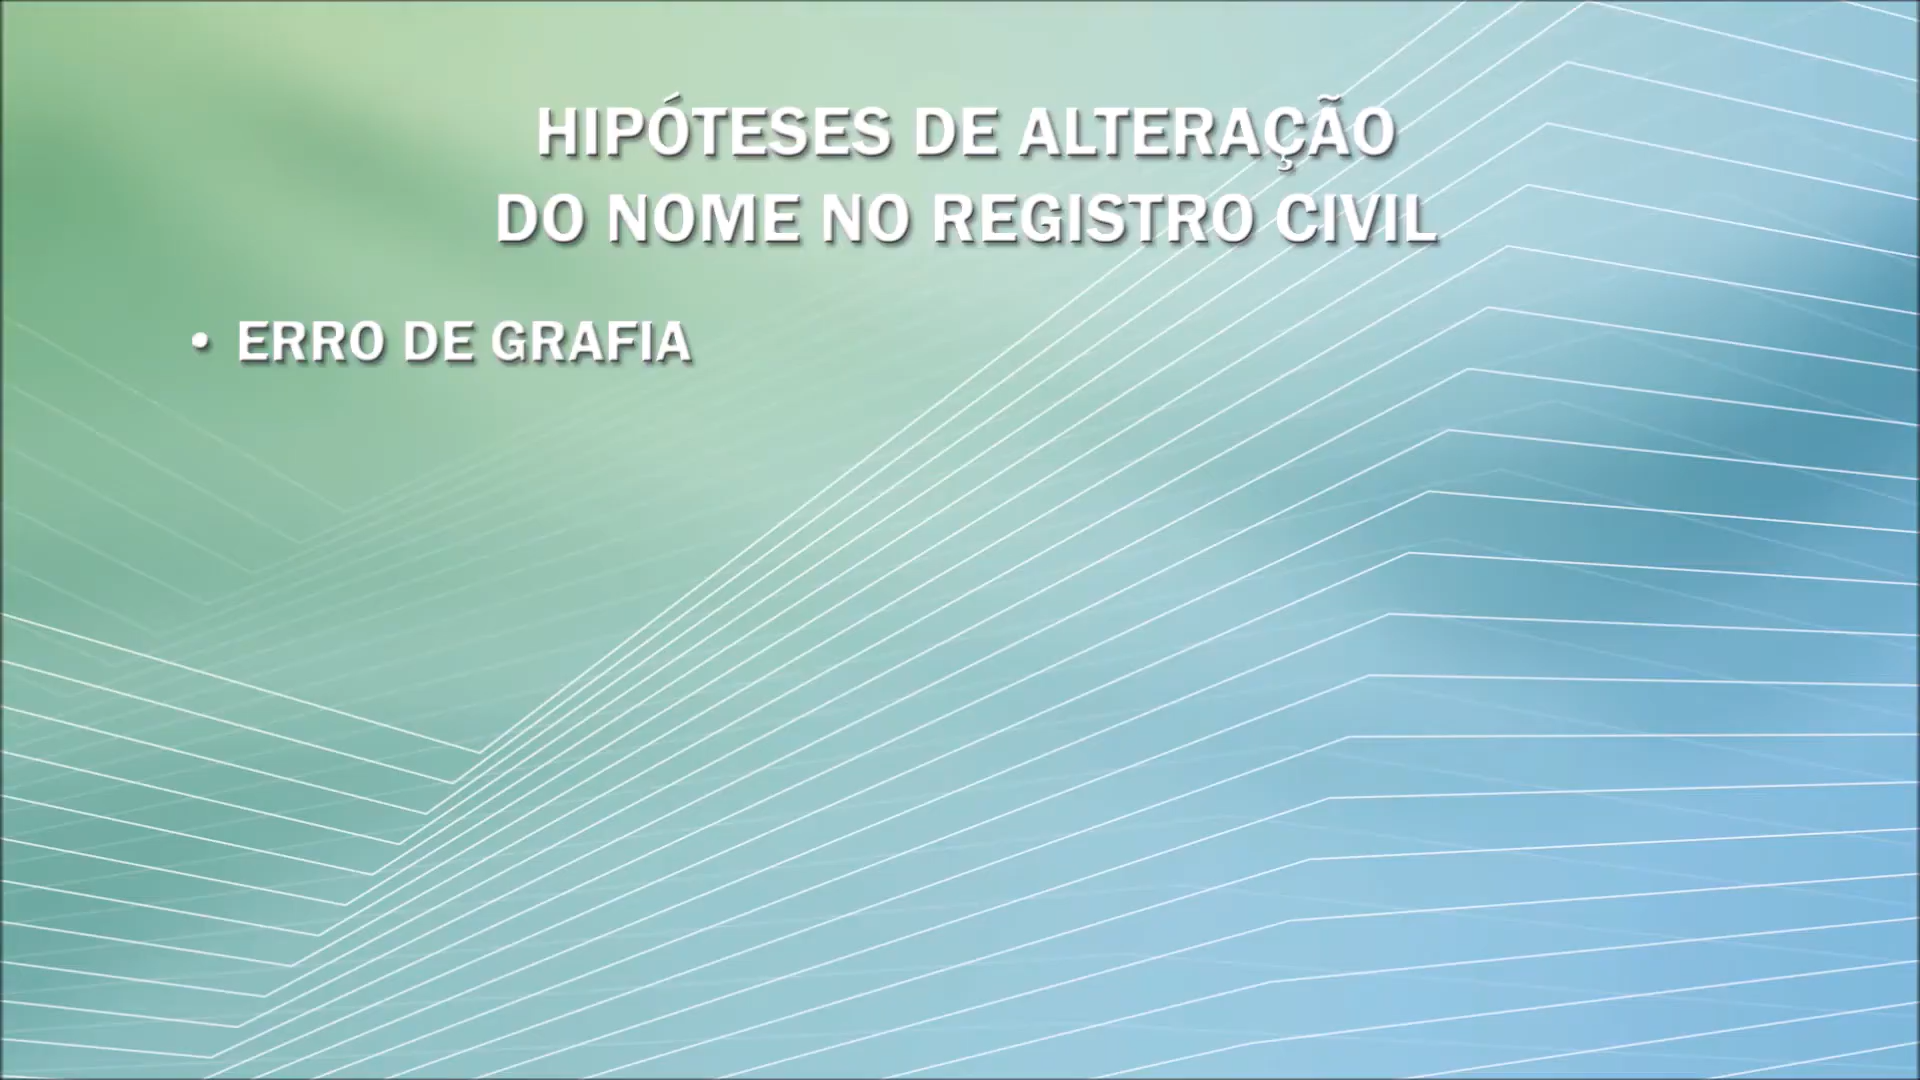 HIPÓTESES DE ALTERAÇÃO
DO NOME NO REGISTRO CIVIL
• ERRO DE GRAFIA